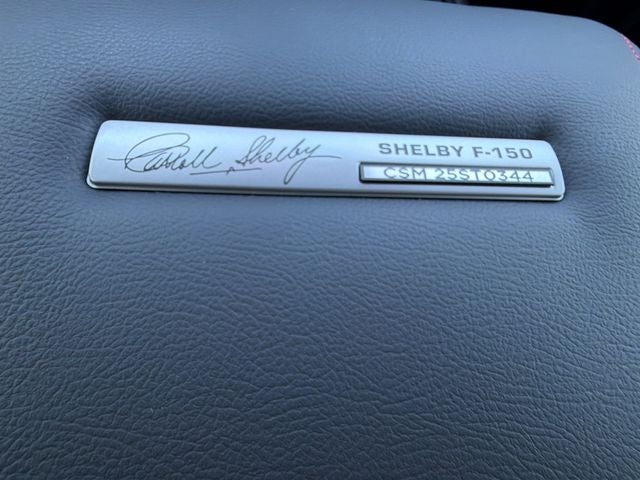 Carroll Shelby
SHELBY F-150
CSM 25ST0344